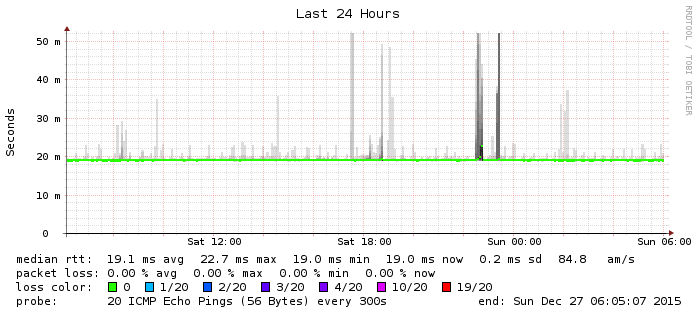 Last 24 Hours
RRDTOOL / TOBI OETIKER
Seconds
50 m
40 m
30 m
20 m
10 m
0
Sat 12:00 Sat 18:00 Sun 00:00 Sun 06:00
median rtt: 19.1 ms avg 22.7 ms max 19.0 ms min 19.0 ms now 0.2 ms sd 84.8 am/s
packet loss: 0.00 % avg 0.00 % max 0.00 % min 0.00 % now
loss color: 0 1/20 2/20 3/20 4/20 10/20 19/20
probe: 20 ICMP Echo Pings (56 Bytes) every 300s end: Sun Dec 27 06:05:07 2015